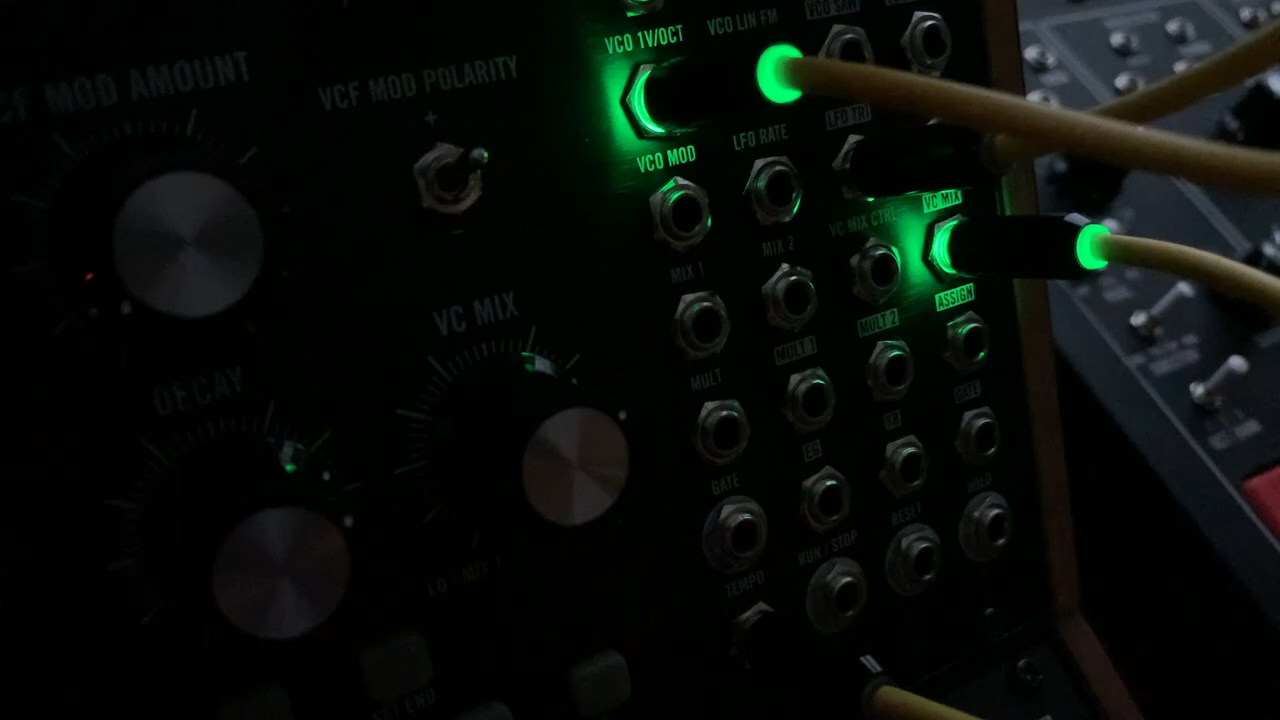 VCO SAW
VCO 1V/OCT
VCO LIN FM
CF MOD AMOUNT
VCF MOD POLARITY
+
-
LFO TRI
VCO MOD
LFO RATE
VC MIX
VC MIX CTRL
MIX 1
MIX 2
ASSIGN
VC MIX
MULT 1
MULT 2
DECAY
MULT
EG
KB
GATE
GATE
RUN / STOP
RESET
HOLD
TEMPO